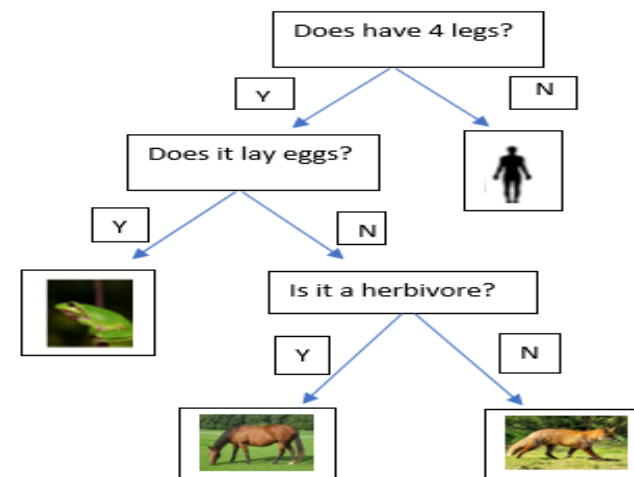 Does have 4 legs?
Y
N
Does it lay eggs?
Y
N
Is it a herbivore?
Y
N